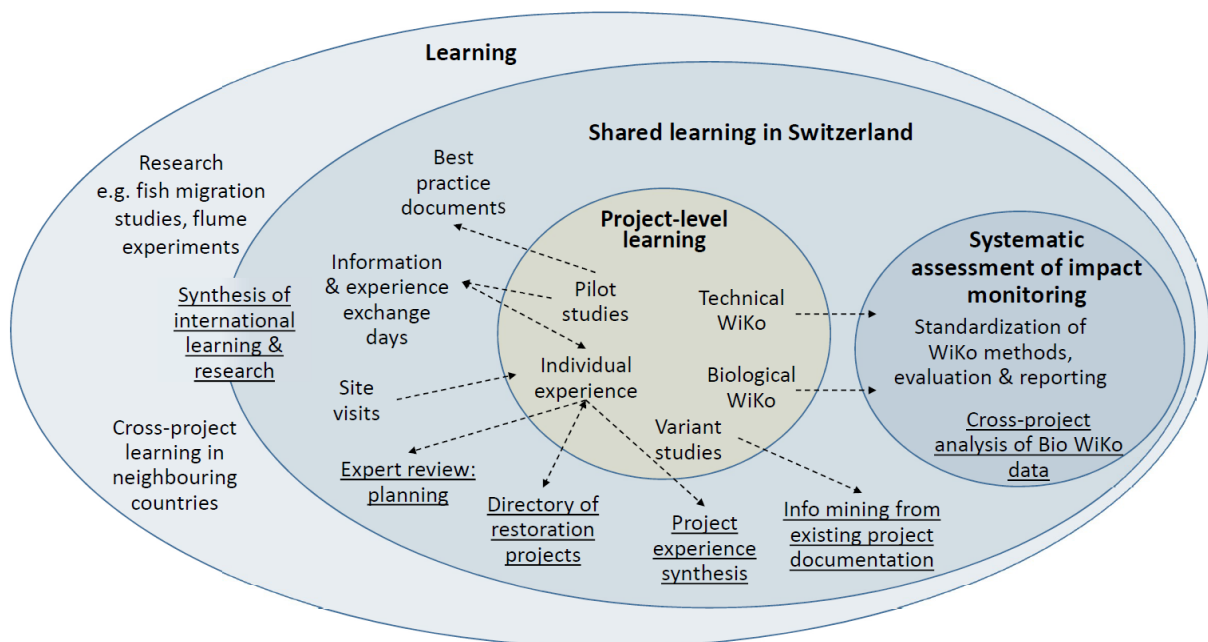 Learning
Shared learning in Switzerland
Research
e.g. fish migration
studies, flume
experiments
Synthesis of
international
learning &
research
Cross-project
learning in
neighbouring
countries
Best
practice
documents
Information
& experience
exchange
days
Site
visits
Expert review:
planning
Directory of
restoration
projects
Project
experience
synthesis
Info mining from
existing project
documentation
Project-level
learning
Pilot
studies
Individual
experience
Technical
WiKo
Biological
WiKo
Variant
studies
Systematic
assessment of impact
monitoring
Standardization of
WiKo methods,
evaluation & reporting
Cross-project
analysis of Bio WiKo
data